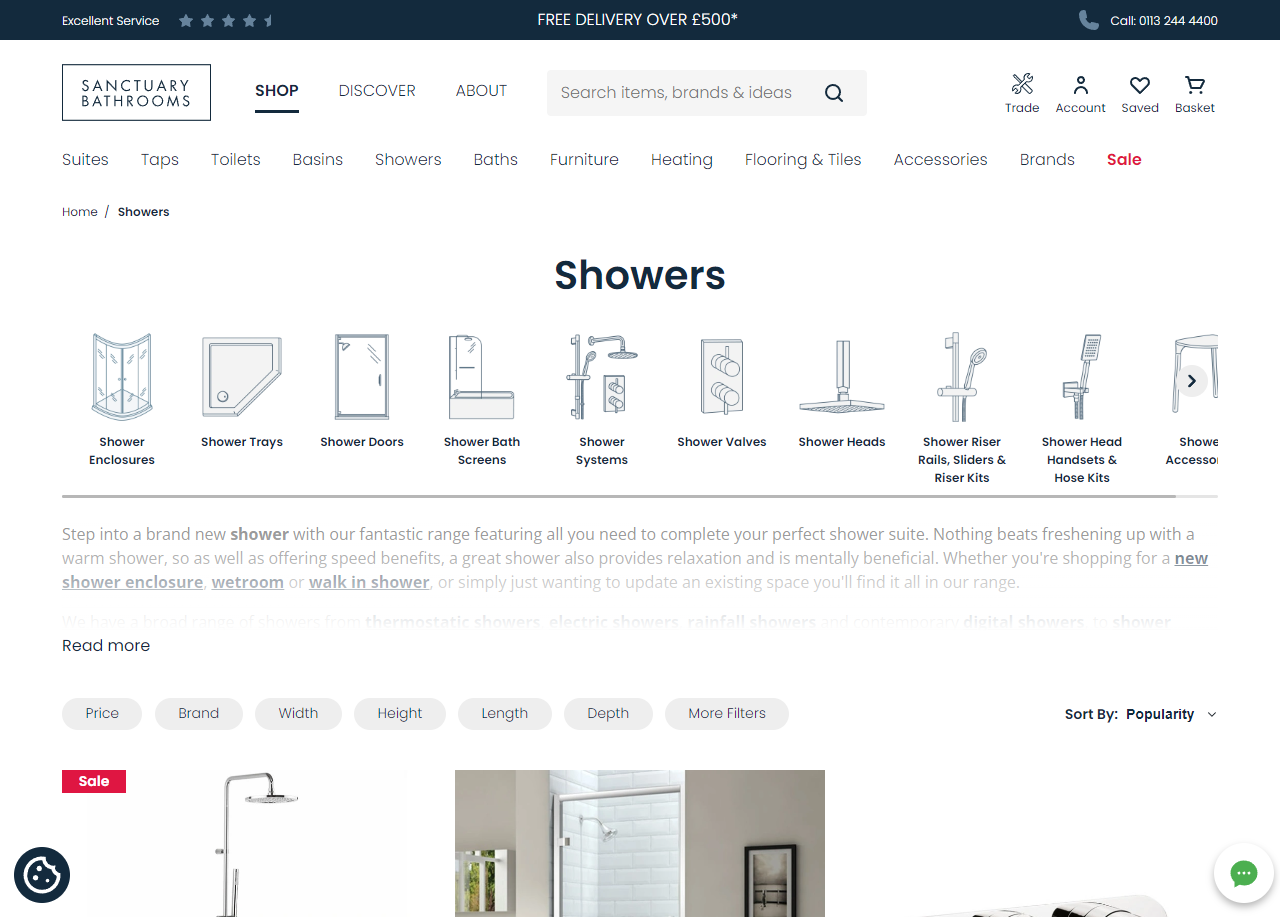 Excellent Service
FREE DELIVERY OVER £500*
Call: 0113 244 4400
SANCTUARY
BATHROOMS
SHOP
DISCOVER
ABOUT
Search items, brands & ideas
Trade
Account
Saved
Basket
Suites
Taps
Toilets
Basins
Showers
Baths
Furniture
Heating
Flooring & Tiles
Accessories
Brands
Sale
Home / Showers
Showers
Shower
Enclosures
Shower Trays
Shower Doors
Shower Bath
Screens
Shower
Systems
Shower Valves
Shower Heads
Shower Riser
Rails, Sliders &
Riser Kits
Shower Head
Handsets &
Hose Kits
Showe
Accessor
Step into a brand new shower with our fantastic range featuring all you need to complete your perfect shower suite. Nothing beats freshening up with a
warm shower, so as well as offering speed benefits, a great shower also provides relaxation and is mentally beneficial. Whether you're shopping for a new
shower enclosure, wetroom or walk in shower, or simply just wanting to update an existing space you'll find it all in our range.
We have a broad range of showers from thermostatic showers, electric showers, rainfall showers and contemporary digital showers, to shower
Read more
Price
Brand
Width
Height
Length
Depth
More Filters
Sort By: Popularity
Sale